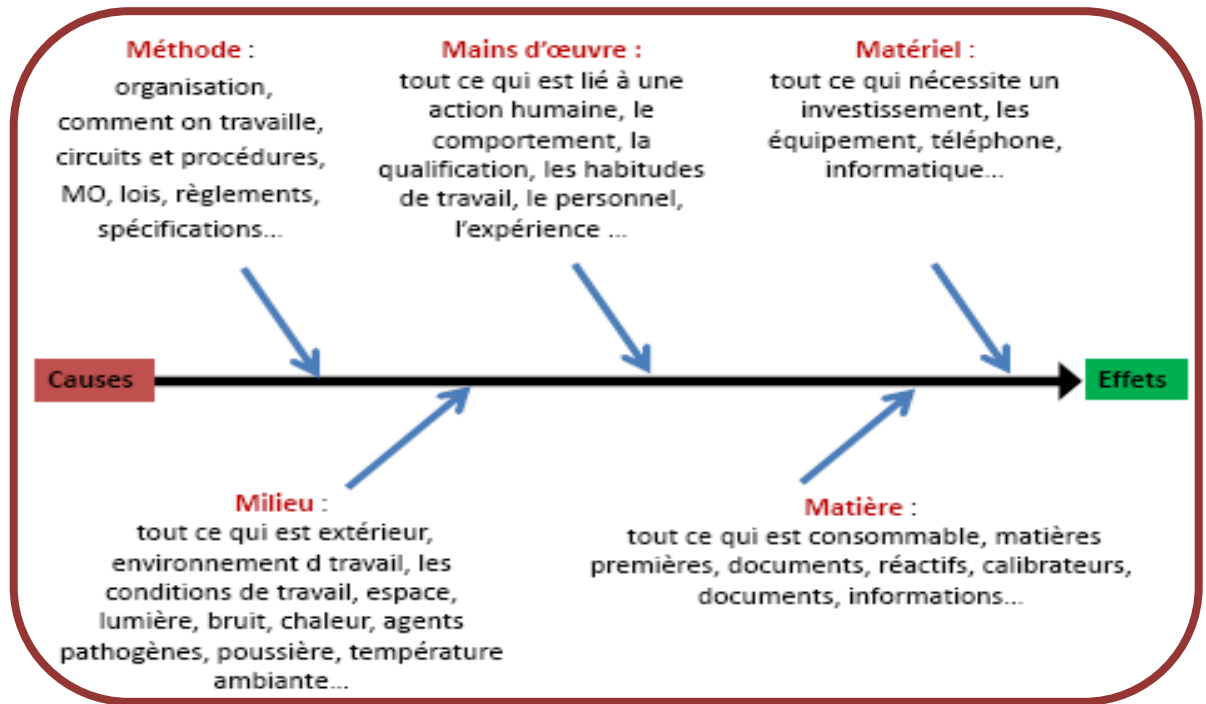 Méthode :
organisation,
comment on travaille,
circuits et procédures,
MO, lois, règlements,
spécifications...
Mains d'œuvre :
tout ce qui est lié à une
action humaine, le
comportement, la
qualification, les habitudes
de travail, le personnel,
l'expérience ...
Matériel :
tout ce qui nécessite un
investissement, les
équipement, téléphone,
informatique...
Causes
Effets
Milieu :
tout ce qui est extérieur,
environnement d travail, les
conditions de travail, espace,
lumière, bruit, chaleur, agents
pathogènes, poussière, température
ambiante...
Matière :
tout ce qui est consommable, matières
premières, documents, réactifs, calibrateurs,
documents, informations...